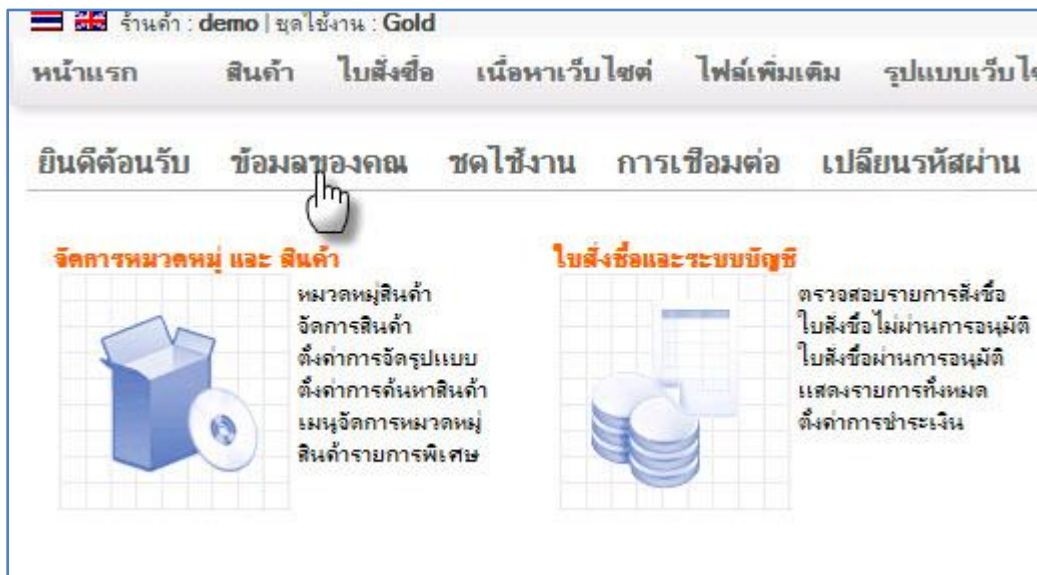 ร้านค้า : demo | ชุดใช้งาน : Gold
หน้าแรก สินค้า ใบสั่งซื้อ เนื้อหาเว็บไซต์ ไฟล์เพิ่มเติม รูปแบบเว็บไซ
ยินดีต้อนรับ ข้อมูลของคุณ ชุดใช้งาน การเชื่อมต่อ เปลี่ยนรหัสผ่าน
จัดการหมวดหมู่ และ สินค้า
หมวดหมู่สินค้า
จัดการสินค้า
ตั้งค่าการจัดรูปแบบ
ตั้งค่าการค้นหาสินค้า
เมนูจัดการหมวดหมู่
สินค้ารายการพิเศษ
ใบสั่งซื้อและระบบบัญชี
ตรวจสอบรายการสั่งซื้อ
ใบสั่งซื้อไม่ผ่านการอนุมัติ
ใบสั่งซื้อผ่านการอนุมัติ
แสดงรายการทั้งหมด
ตั้งค่าการชำระเงิน